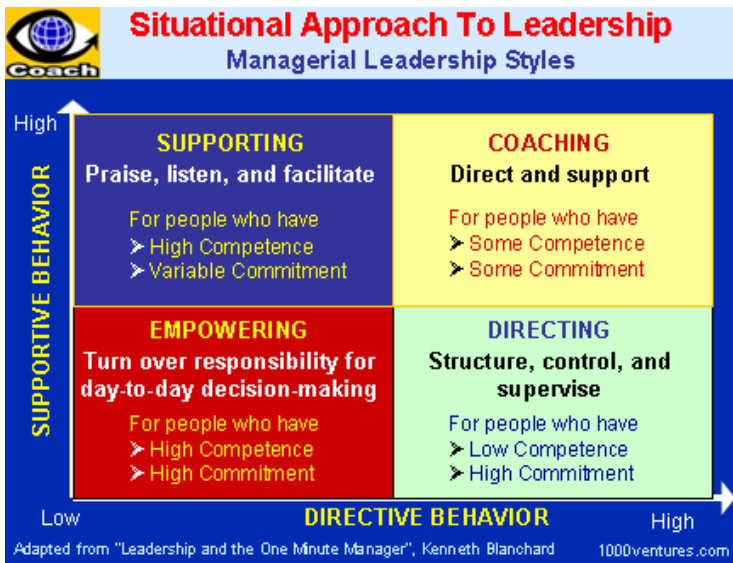 Coach
Situational Approach To Leadership
Managerial Leadership Styles
High
SUPPORTIVE BEHAVIOR
SUPPORTING
Praise, listen, and facilitate
For people who have
➢ High Competence
➢ Variable Commitment
COACHING
Direct and support
For people who have
➢ Some Competence
➢ Some Commitment
EMPOWERING
Turn over responsibility for
day-to-day decision-making
For people who have
➢ High Competence
➢ High Commitment
DIRECTING
Structure, control, and
supervise
For people who have
➢ Low Competence
➢ High Commitment
Low
DIRECTIVE BEHAVIOR
High
Adapted from "Leadership and the One Minute Manager", Kenneth Blanchard
1000ventures.com